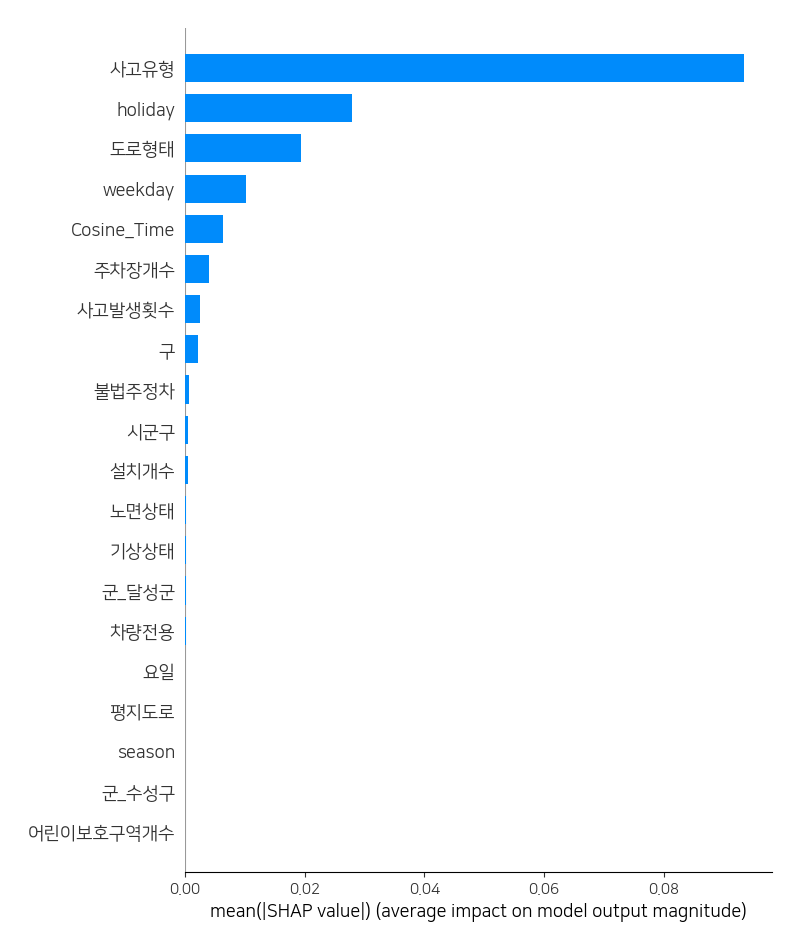 사고유형
holiday
도로형태
weekday
Cosine_Time
주차장개수
사고발생횟수
구
불법주정차
시군구
설치개수
노면상태
기상상태
군_달성군
차량전용
요일
평지도로
season
군_수성구
어린이보호구역개수
0.00 0.02 0.04 0.06 0.08
mean(|SHAP value|) (average impact on model output magnitude)